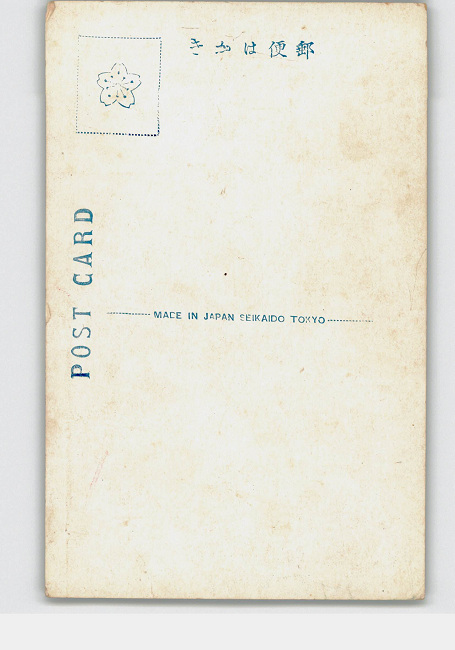 きかは便郵
POST CARD
MADE IN JAPAN SEIKAIDO TOKYO